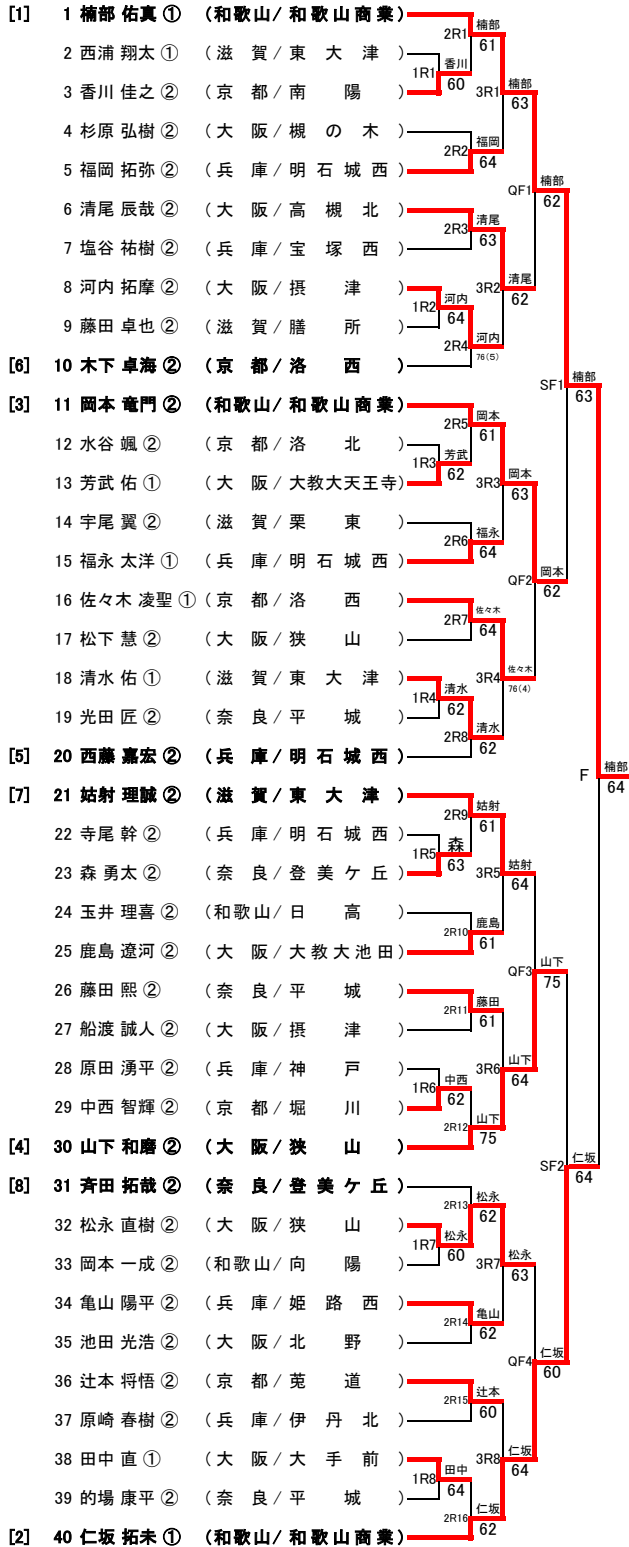 [1] 1 楠部 佑真 ① (和歌山/和歌山商業)
2R1 楠部 61
2 西浦 翔太 ① (滋 賀/東 大 津)
1R1 香川 60
3R1 楠部 63
3 香川 佳之 ② (京 都/南 陽)
4 杉原 弘樹 ② (大 阪/槻 の 木)
2R2 福岡 64
5 福岡 拓弥 ② (兵 庫/明 石 城 西)
QF1 楠部 62
6 清尾 辰哉 ② (大 阪/高 槻 北)
2R3 清尾 63
7 塩谷 祐樹 ② (兵 庫/宝 塚 西)
3R2 清尾 62
8 河内 拓摩 ② (大 阪/摂 津)
1R2 河内 64
9 藤田 卓也 ② (滋 賀/膳 所)
2R4 河内 76(5)
[6] 10 木下 卓海 ② (京 都/洛 西)
SF1 楠部 63
[3] 11 岡本 竜門 ② (和歌山/和歌山商業)
2R5 岡本 61
12 水谷 颯 ② (京 都/洛 北)
1R3 芳武 62
3R3 岡本 63
13 芳武 佑 ① (大 阪/大教大天王寺)
14 宇尾 翼 ② (滋 賀/栗 東)
2R6 福永 64
15 福永 太洋 ① (兵 庫/明 石 城 西)
QF2 岡本 62
16 佐々木 凌聖 ① (京 都/洛 西)
2R7 佐々木 64
17 松下 慧 ② (大 阪/狭 山)
3R4 佐々木 76(4)
18 清水 佑 ① (滋 賀/東 大 津)
1R4 清水 62
19 光田 匠 ② (奈 良/平 城)
2R8 清水 62
[5] 20 西藤 嘉宏 ② (兵 庫/明 石 城 西)
F 楠部 64
[7] 21 姑射 理誠 ② (滋 賀/東 大 津)
2R9 姑射 61
22 寺尾 幹 ② (兵 庫/明 石 城 西)
1R5 森 63
3R5 姑射 64
23 森 勇太 ② (奈 良/登 美 ケ 丘)
24 玉井 理喜 ② (和歌山/日 高)
2R10 鹿島 61
25 鹿島 遼河 ② (大 阪/大 教 大 池 田)
QF3 山下 75
26 藤田 熙 ② (奈 良/平 城)
2R11 藤田 61
27 船渡 誠人 ② (大 阪/摂 津)
3R6 山下 64
28 原田 湧平 ② (兵 庫/神 戸)
1R6 中西 62
29 中西 智輝 ② (京 都/堀 川)
2R12 山下 75
[4] 30 山下 和磨 ② (大 阪/狭 山)
SF2 仁坂 64
[8] 31 斉田 拓哉 ② (奈 良/登 美 ケ 丘)
2R13 松永 62
32 松永 直樹 ② (大 阪/狭 山)
1R7 松永 60
3R7 松永 63
33 岡本 一成 ② (和歌山/向 陽)
34 亀山 陽平 ② (兵 庫/姫 路 西)
2R14 亀山 62
35 池田 光浩 ② (大 阪/北 野)
QF4 仁坂 60
36 辻本 将悟 ② (京 都/莵 道)
2R15 辻本 60
37 原崎 春樹 ② (兵 庫/伊 丹 北)
3R8 仁坂 64
38 田中 直 ① (大 阪/大 手 前)
1R8 田中 64
39 的場 康平 ② (奈 良/平 城)
2R16 仁坂 62
[2] 40 仁坂 拓未 ① (和歌山/和歌山商業)